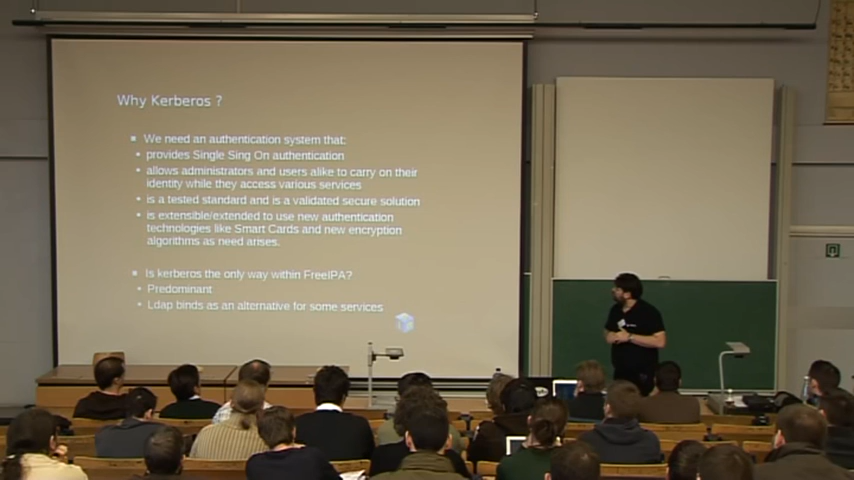 Why Kerberos ?
We need an authentication system that:
provides Single Sing On authentication
allows administrators and users alike to carry on their
identity while they access various services
is a tested standard and is a validated secure solution
is extensible/extended to use new authentication
technologies like Smart Cards and new encryption
algorithms as need arises.
Is kerberos the only way within FreeIPA?
Predominant
Ldap binds as an alternative for some services